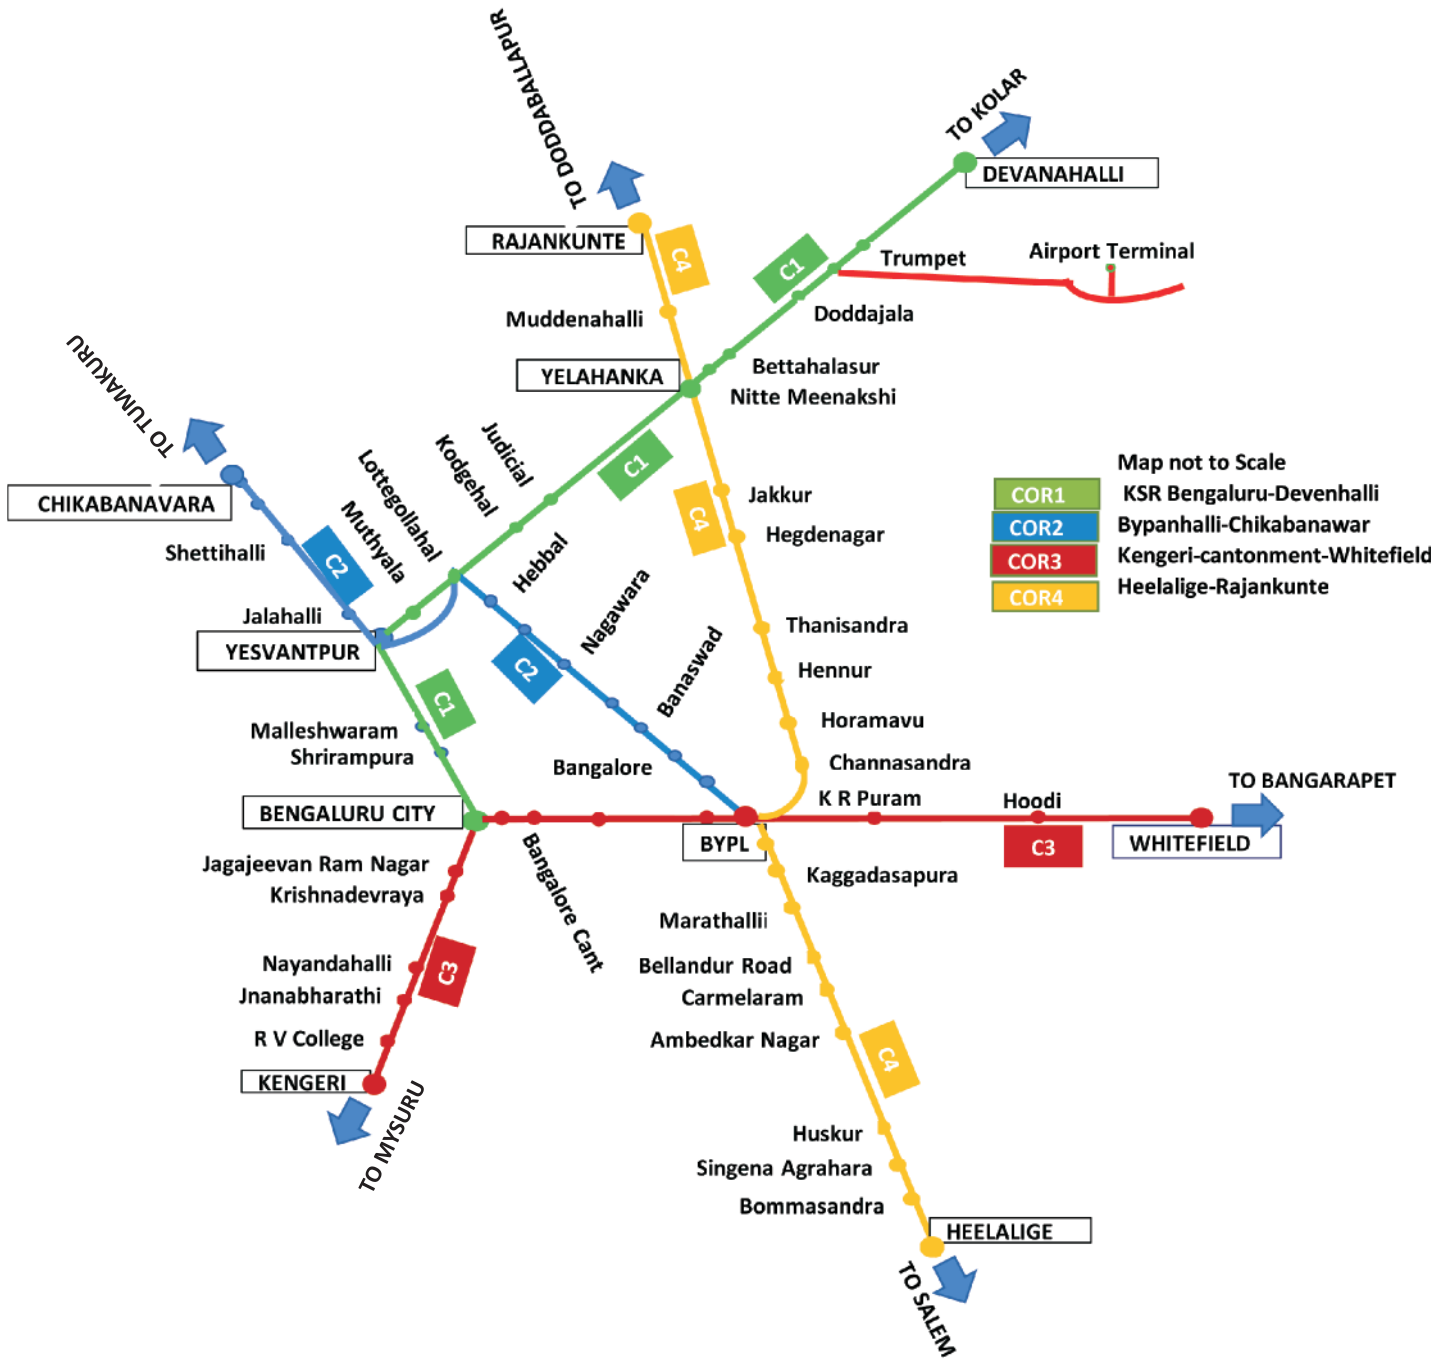 TO DODDABALLAPUR
TO KOLAR
DEVANAHALLI
RAJANKUNTE
C4
C1
Trumpet
Airport Terminal
Muddenahalli
Doddajala
TO TUMAKURU
YELAHANKA
Bettahalasur
Nitte Meenakshi
Judicial
Kodgehal
Lottegollahal
Muthyala
C1
CHIKABANAVARA
Jakkur
C4
Hegdenagar
Map not to Scale
COR1 KSR Bengaluru-Devenhalli
COR2 Bypanhalli-Chikabanawar
COR3 Kengeri-cantonment-Whitefield
COR4 Heelalige-Rajankunte
Shettihalli
C2
Hebbal
Nagawara
Jalahalli
YESVANTPUR
C2
Banaswad
Thanisandra
Hennur
C1
Malleshwaram
Shrirampura
Horamavu
Bangalore
Channasandra
TO BANGARAPET
BENGALURU CITY
K R Puram
Hoodi
BYPL
C3
WHITEFIELD
Jagajeevan Ram Nagar
Krishnadevraya
Bangalore Cant
Kaggadasapura
Marathallii
Nayandahalli
C3
Bellandur Road
Jnanabharathi
Carmelaram
R V College
Ambedkar Nagar
C4
KENGERI
TO MYSURU
Huskur
Singena Agrahara
Bommasandra
HEELALIGE
TO SALEM